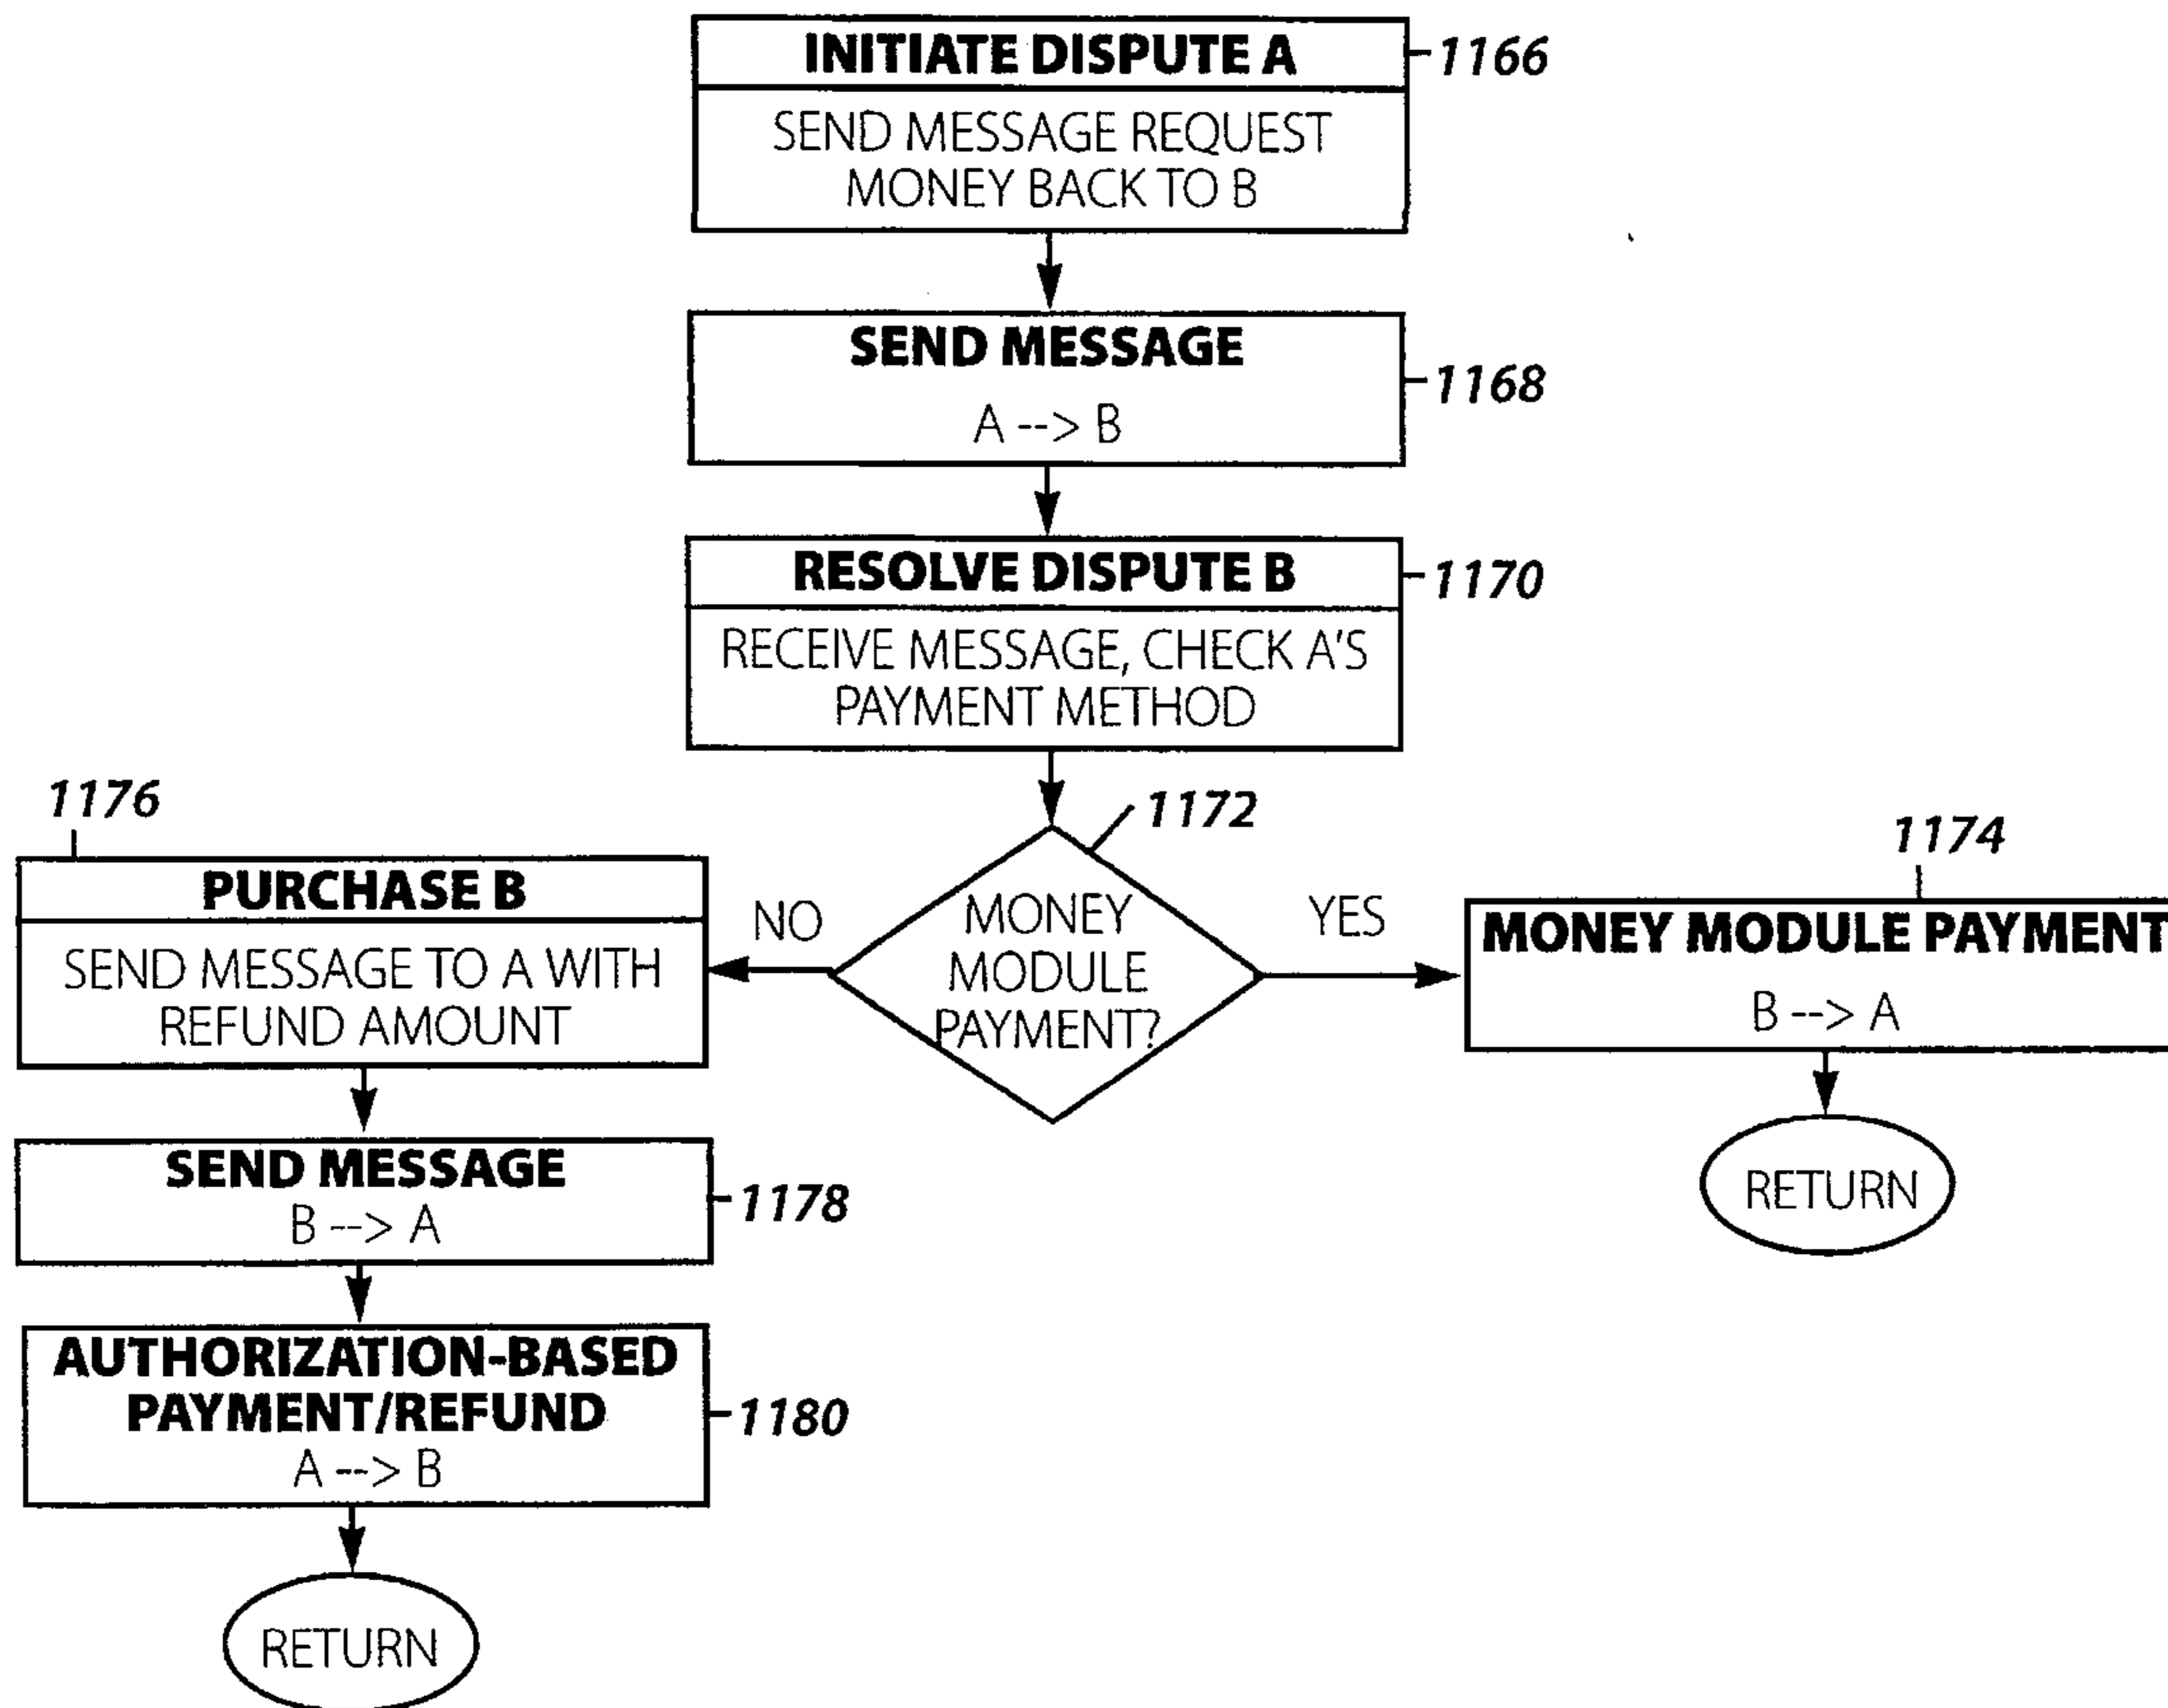 INITIATE DISPUTE A
1166
SEND MESSAGE REQUEST
MONEY BACK TO B
SEND MESSAGE
1168
A --> B
RESOLVE DISPUTE B
1170
RECEIVE MESSAGE, CHECK A'S
PAYMENT METHOD
1172
MONEY
MODULE
PAYMENT?
NO
YES
1176
PURCHASE B
SEND MESSAGE TO A WITH
REFUND AMOUNT
SEND MESSAGE
1178
B --> A
AUTHORIZATION-BASED
PAYMENT/REFUND
1180
A --> B
RETURN
1174
MONEY MODULE PAYMENT
B --> A
RETURN